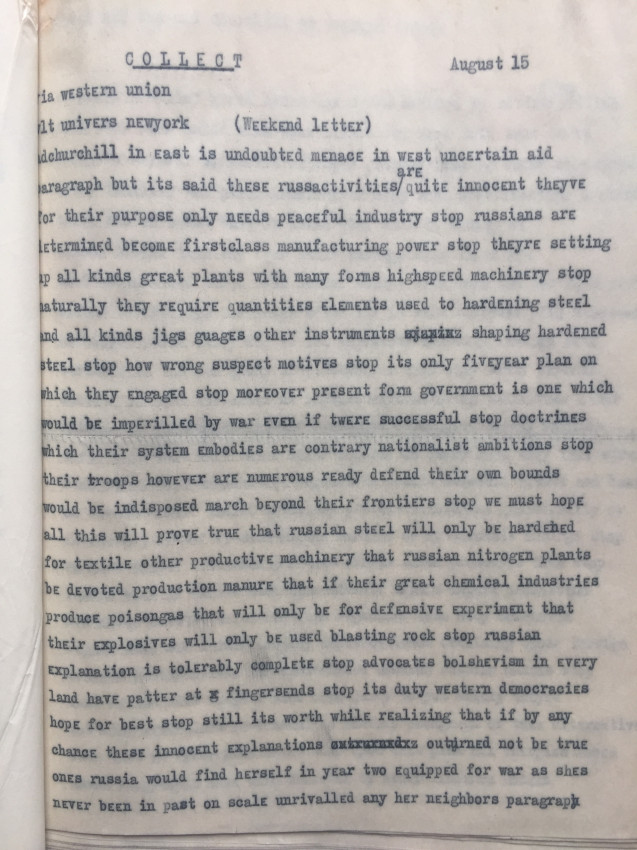 COLLECT August 15
ia western union
lt univers newyork (Weekend letter)
dchurchill in east is undoubted menace in west uncertain aid
are
aragraph but its said these russactivities/quite innocent theyve
or their purpose only needs peaceful industry stop russians are
etermined become firstclass manufacturing power stop theyre setting
p all kinds great plants with many forms highspeed machinery stop
aturally they require quantities elements used to hardening steel
and all kinds jigs guages other instruments shaping hardened
steel stop how wrong suspect motives stop its only fiveyear plan on
which they engaged stop moreover present form government is one which
would be imperilled by war even if twere successful stop doctrines
which their system embodies are contrary nationalist ambitions stop
their troops however are numerous ready defend their own bounds
would be indisposed march beyond their frontiers stop we must hope
all this will prove true that russian steel will only be hardehed
for textile other productive machinery that russian nitrogen plants
be devoted production manure that if their great chemical industries
produce poisongas that will only be for defensive experiment that
their explosives will only be used blasting rock stop russian
explanation is tolerably complete stop advocates bolshevism in every
land have patter at fingersends stop its duty western democracies
hope for best stop still its worth while realizing that if by any
chance these innocent explanations outurned not be true
ones russia would find herself in year two equipped for war as shes
never been in past on scale unrivalled any her neighbors paragraph